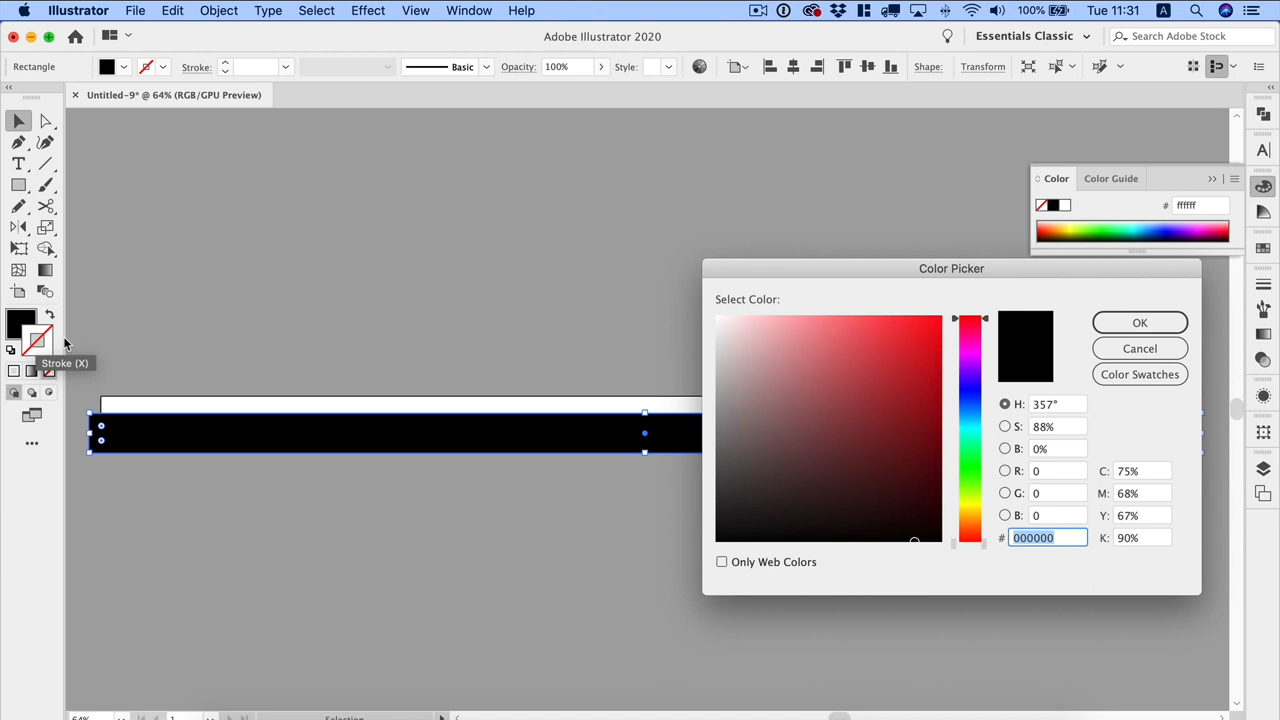 Illustrator File Edit Object Type Select Effect View Window Help 100% Tue 11:31 A
Adobe Illustrator 2020 Essentials Classic Search Adobe Stock
Rectangle Stroke: Basic Opacity: 100% Style: Shape: Transform
Untitled-9* @ 64% (RGB/GPU Preview)
Color Color Guide
# ffffff
Color Picker
Select Color:
OK
Cancel
Color Swatches
Stroke (X)
H: 357°
S: 88%
B: 0%
R: 0 C: 75%
G: 0 M: 68%
B: 0 Y: 67%
# 000000 K: 90%
Only Web Colors
64% 1 Selection